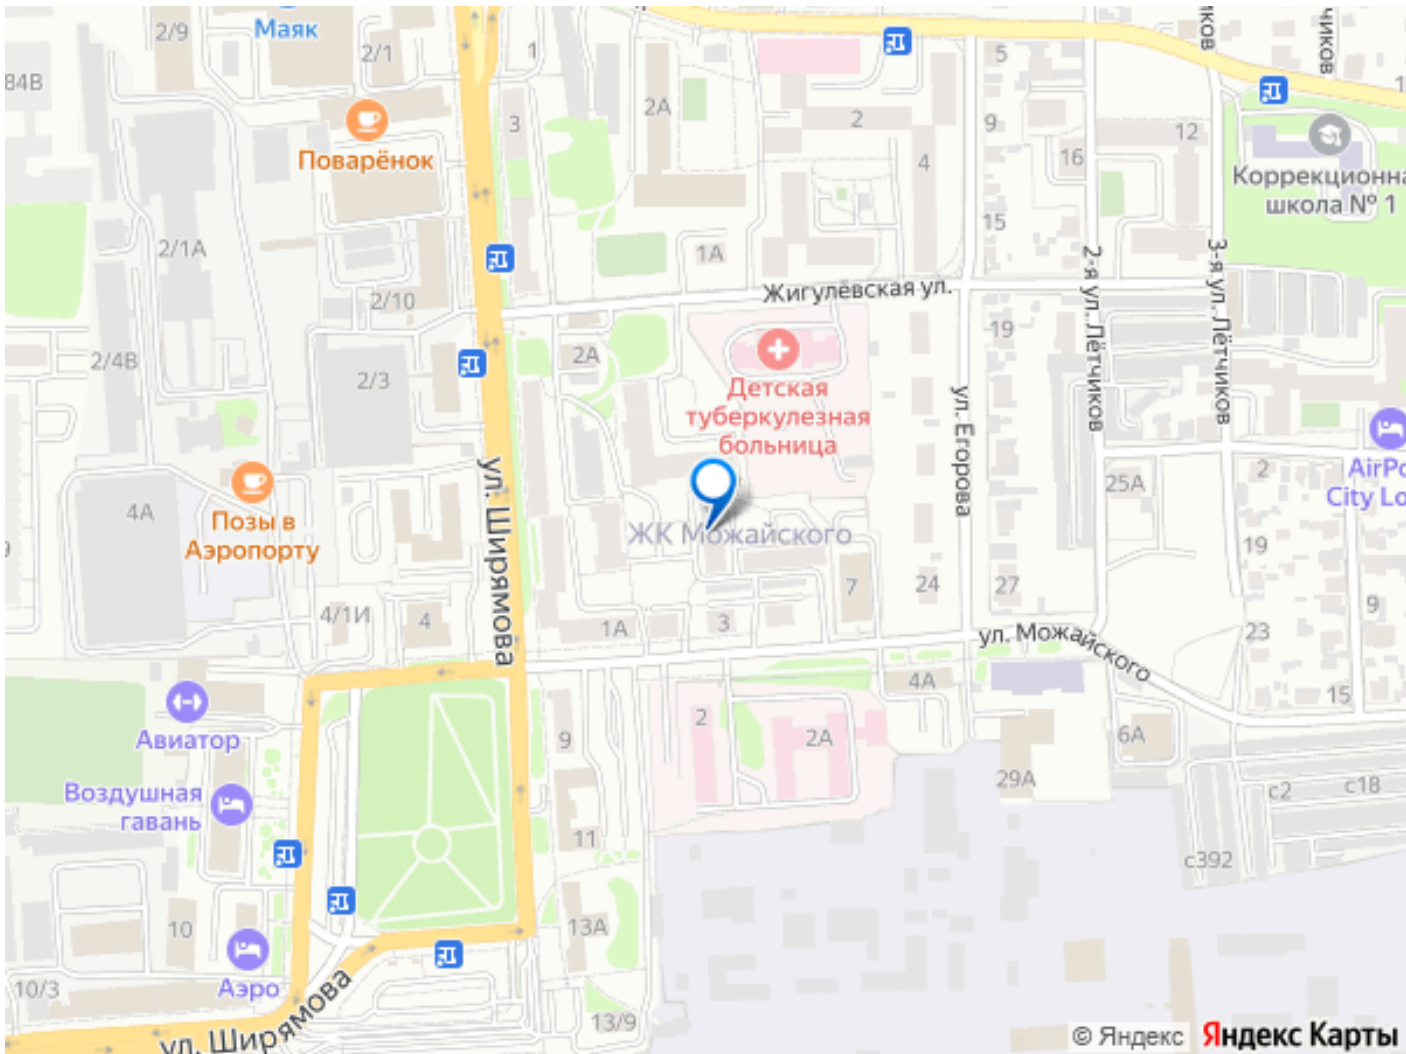 2/9
Маяк
2/1
1
5
КОВ
ЧИКОВ
84В
3
2А
2
9
12
4
16
Поварёнок
Коррекционна
школа № 1
15
2/1А
1А
2-я ул. Лётчиков
3-я ул. Лётчиков
Жигулёвская ул.
2/10
19
2/4В
2А
2/3
Детская
туберкулезная
больница
ул. Егорова
AirPo
City Lo
2
25А
4А
Позы в
Аэропорту
ул. Ширямова
ЖК Можайского
19
7
24
27
9
4/1И
4
1А
3
23
ул. Можайского
4А
15
Авиатор
2
2А
9
6А
29А
Воздушная
гавань
с2
с18
11
с392
10
13А
Аэро
10/3
ул. Ширямова
13/9
© Яндекс
Яндекс Карты